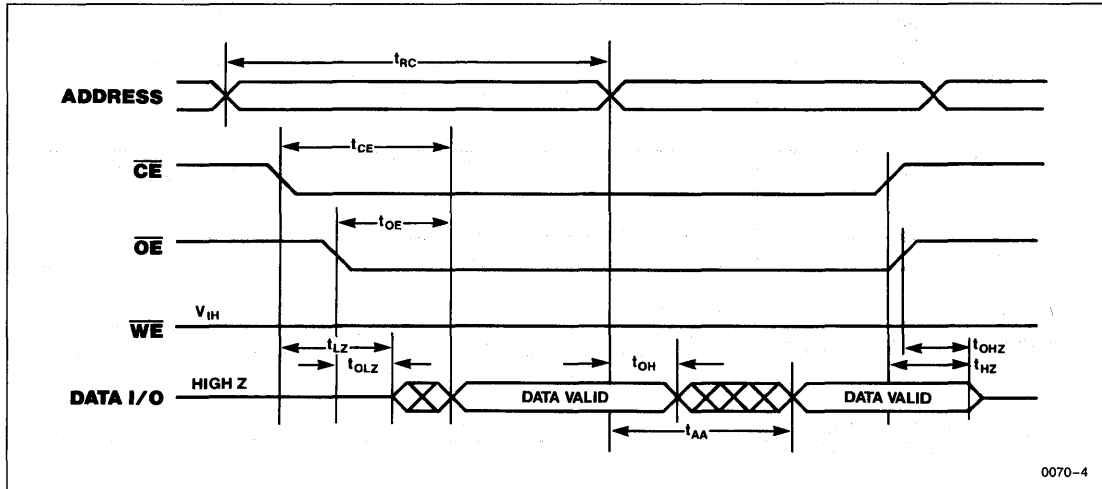 tRC
ADDRESS
tCE
CE
tOE
OE
VIH
WE
tLZ
tOLZ
tOH
tOHZ
tHZ
HIGH Z
DATA I/O
DATA VALID
DATA VALID
tAA
0070-4